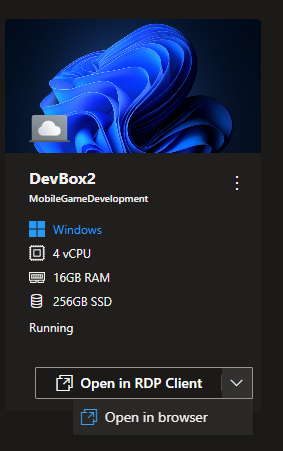 DevBox2
MobileGameDevelopment
Windows
4 vCPU
16GB RAM
256GB SSD
Running
Open in RDP Client
Open in browser